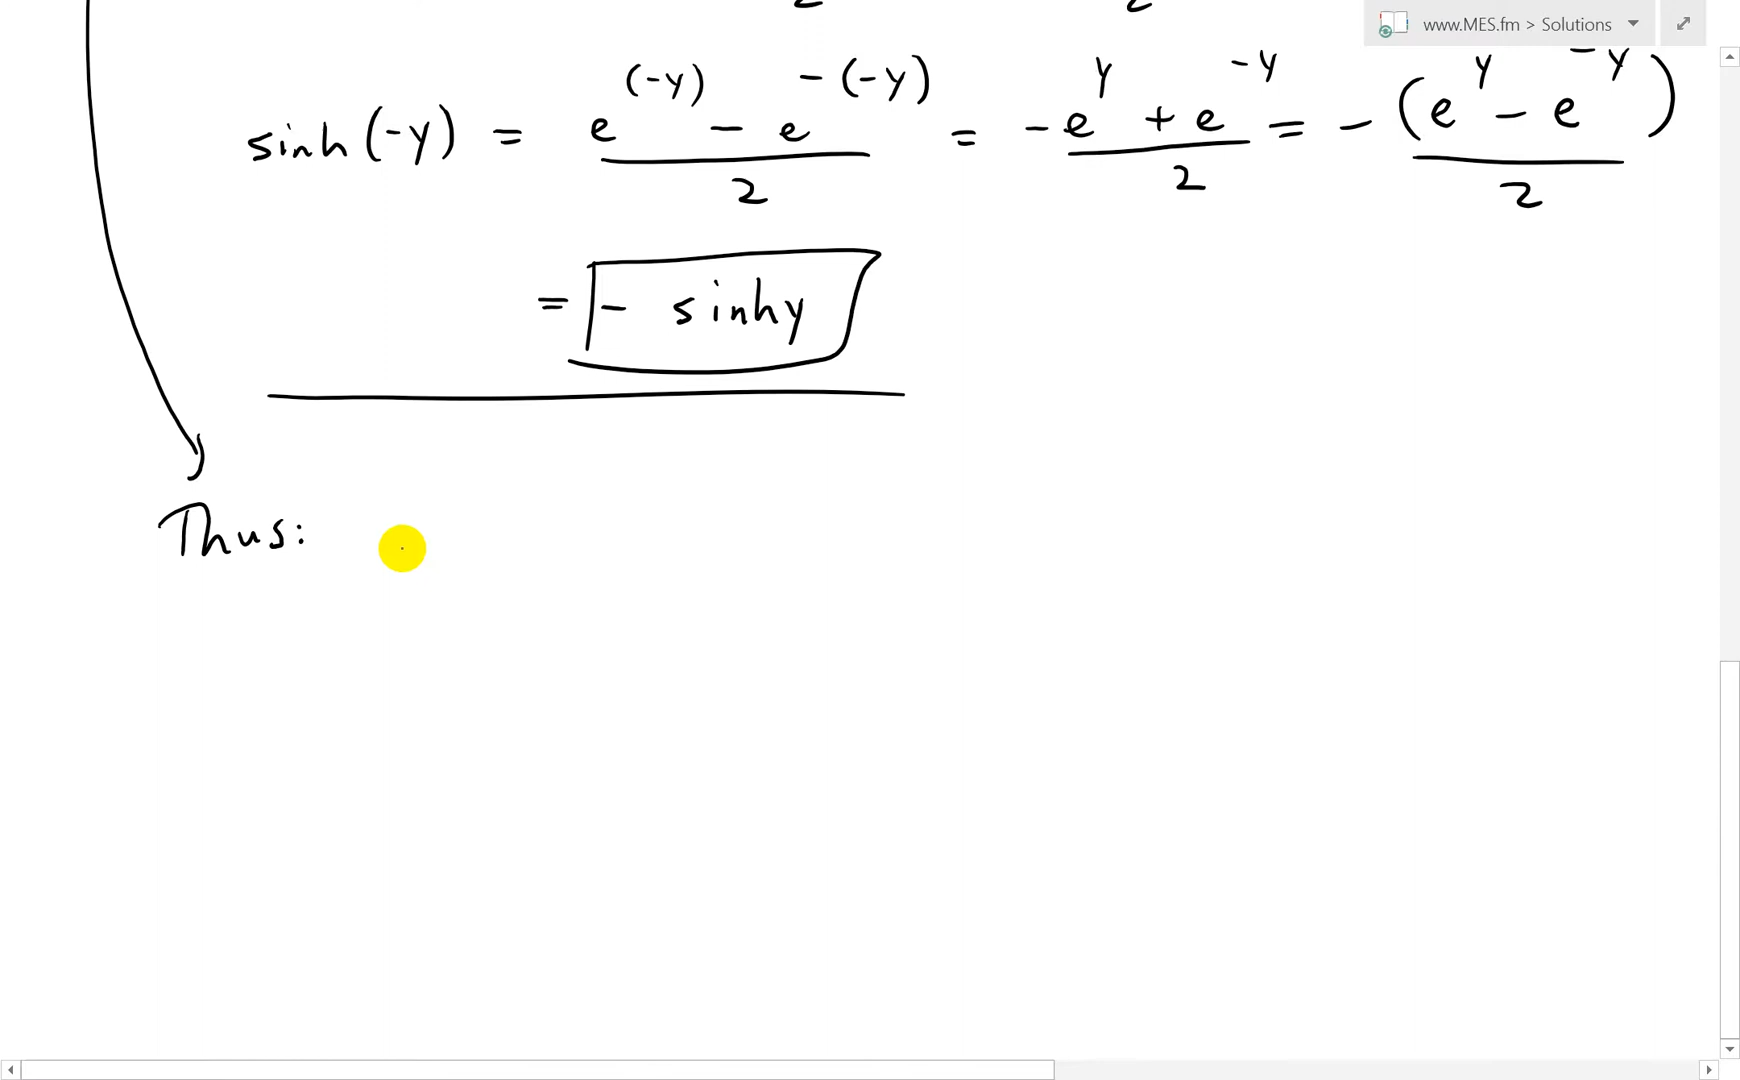 www.MES.fm > Solutions
sinh(-y) = (e^(-y) - e^-(-y))/2 = (-e^y + e^-y)/2 = -(e^y - e^-y)/2
= - sinhy
Thus: